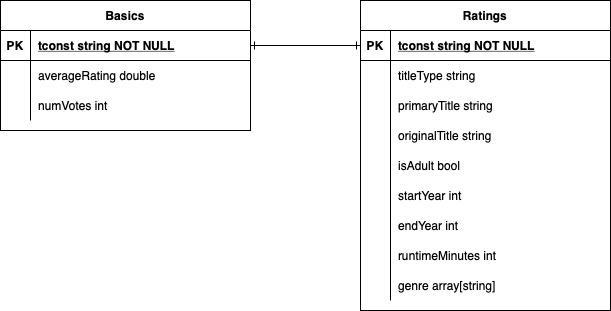 Basics
PK tconst string NOT NULL
averageRating double
numVotes int
Ratings
PK tconst string NOT NULL
titleType string
primaryTitle string
originalTitle string
isAdult bool
startYear int
endYear int
runtimeMinutes int
genre array[string]